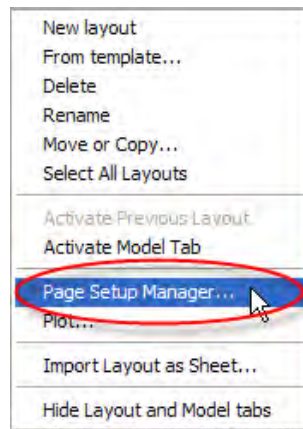 New layout
From template...
Delete
Rename
Move or Copy...
Select All Layouts
Activate Previous Layout
Activate Model Tab
Page Setup Manager...
Plot...
Import Layout as Sheet...
Hide Layout and Model tabs